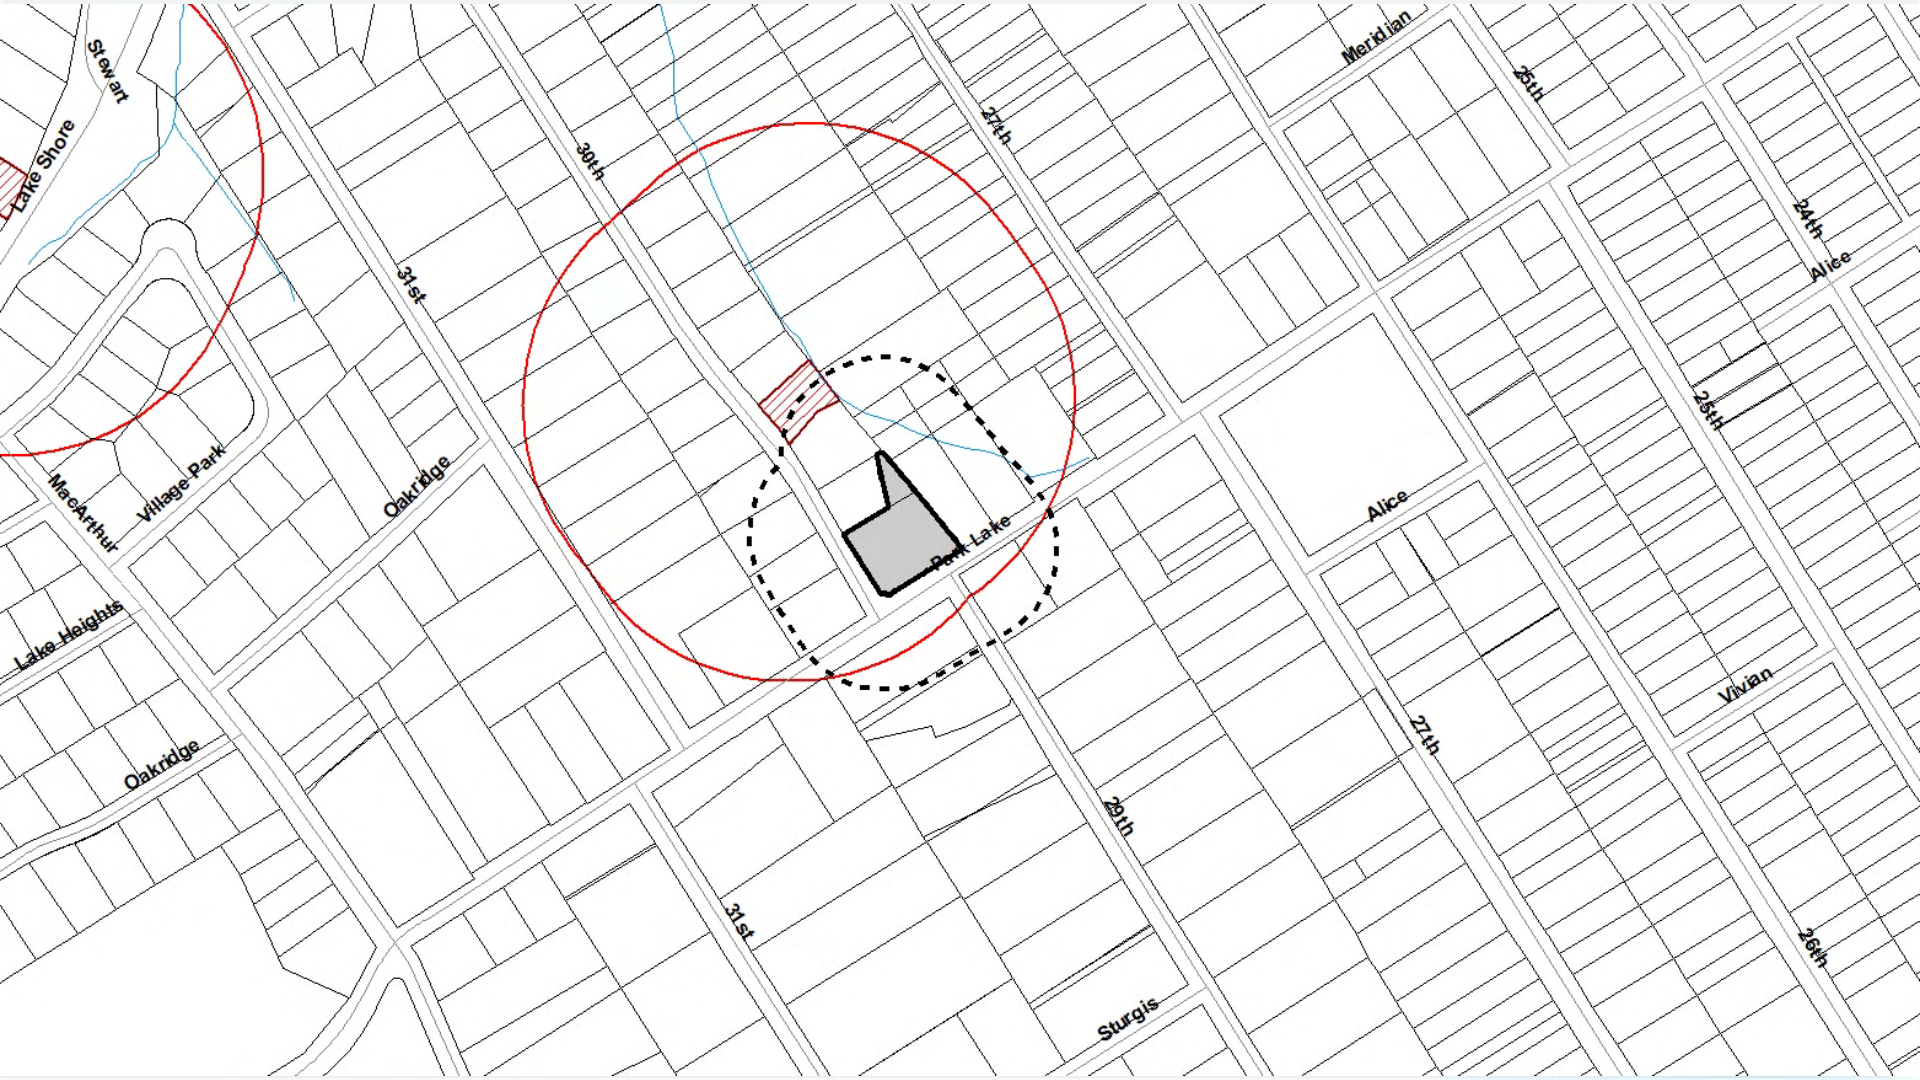 Meridian
Stewart
25th
27th
Lake Shore
30th
24th
Alice
31st
25th
Village Park
Oakridge
MacArthur
Alice
Park Lake
Lake Heights
Vivian
27th
Oakridge
29th
31st
26th
Sturgis